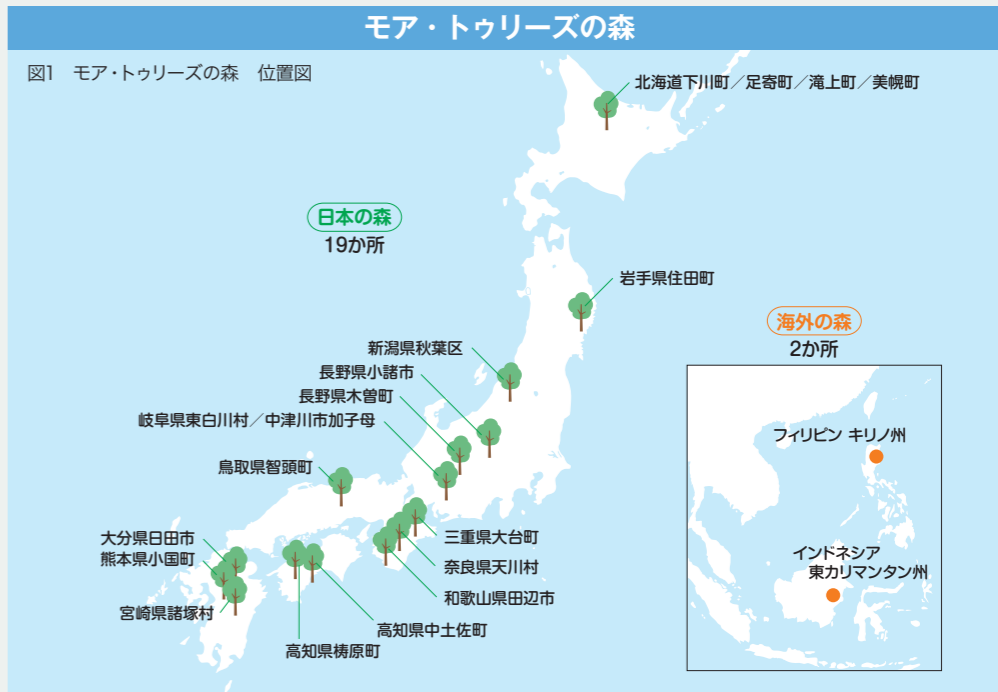 モア・トゥリーズの森
図1 モア・トゥリーズの森 位置図
北海道下川町／足寄町／滝上町／美幌町
日本の森
19か所
岩手県住田町
海外の森
2か所
新潟県秋葉区
長野県小諸市
長野県木曽町
岐阜県東白川村／中津川市加子母
鳥取県智頭町
大分県日田市
熊本県小国町
宮崎県諸塚村
三重県大台町
奈良県天川村
和歌山県田辺市
高知県中土佐町
高知県梼原町
フィリピン キリノ州
インドネシア
東カリマンタン州